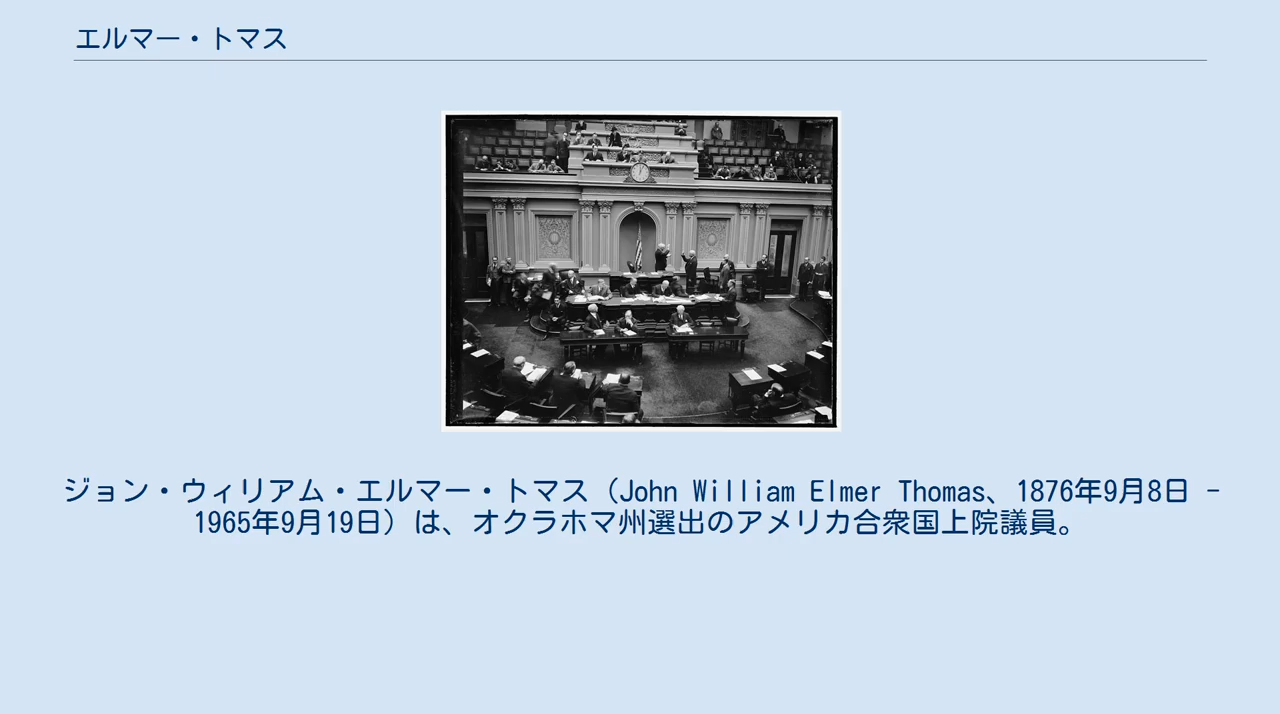 エルマー・トマス
ジョン・ウィリアム・エルマー・トマス（John William Elmer Thomas、1876年9月8日 -
1965年9月19日）は、オクラホマ州選出のアメリカ合衆国上院議員。